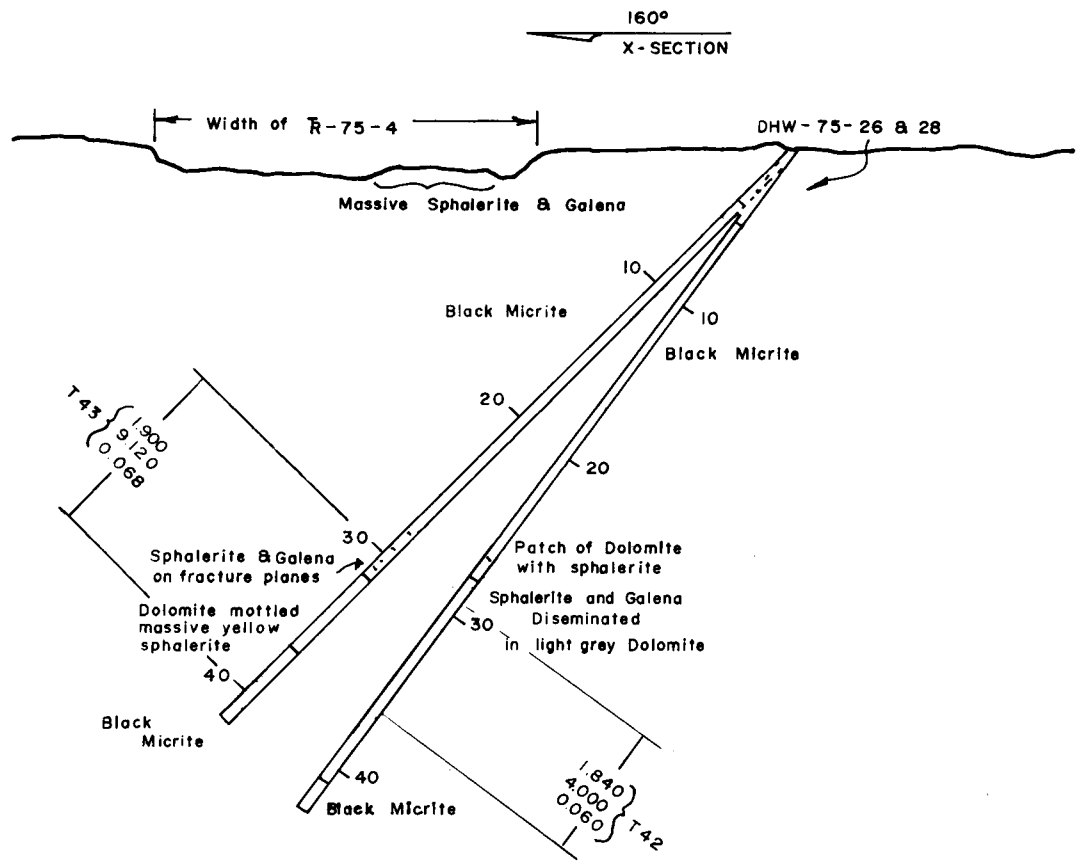 160°
X-SECTION
Width of TR-75-4
DHW-75-26 & 28
Massive Sphalerite & Galena
10
Black Micrite
10
Black Micrite
20
20
T43
1.900
9.120
0.068
30
Sphalerite & Galena
on fracture planes
Patch of Dolomite
with sphalerite
Dolomite mottled
massive yellow
sphalerite
Sphalerite and Galena
Diseminated
in light grey Dolomite
30
40
Black
Micrite
40
Black Micrite
1.840
4.000
0.060
T42